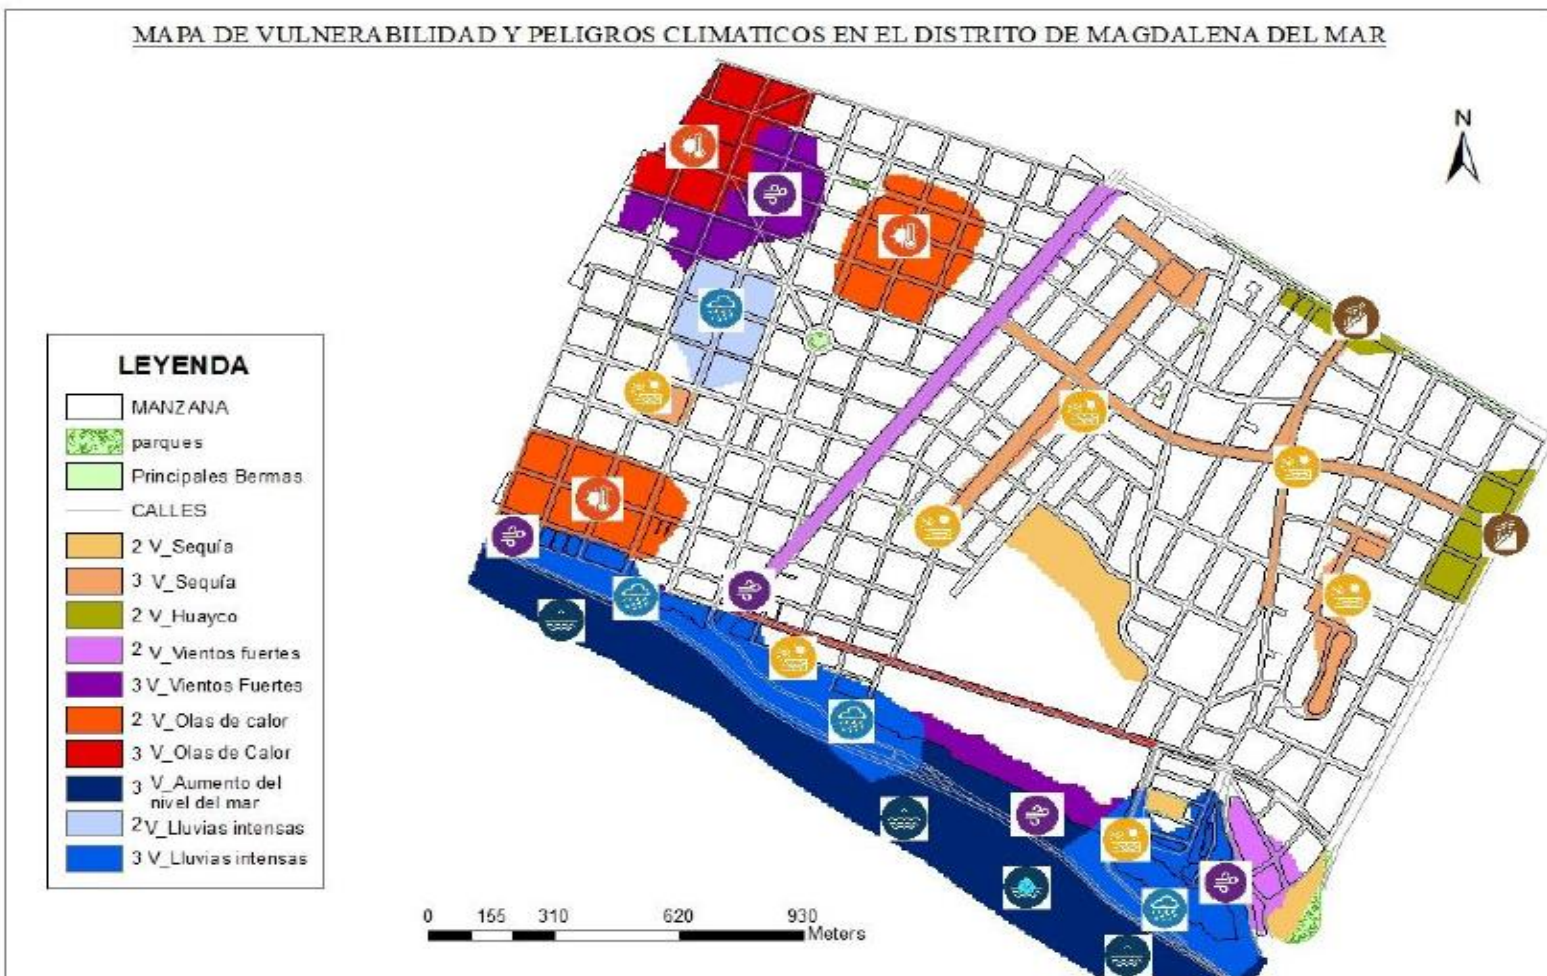 MAPA DE VULNERABILIDAD Y PELIGROS CLIMATICOS EN EL DISTRITO DE MAGDALENA DEL MAR
N
LEYENDA
MANZANA
parques
Principales Bermas
CALLES
2 V_Sequía
3 V_Sequía
2 V_Huayco
2 V_Vientos fuertes
3 V_Vientos Fuertes
2 V_Olas de calor
3 V_Olas de Calor
3 V_Aumento del
nivel del mar
2 V_Lluvias intensas
3 V_Lluvias intensas
0 155 310 620 930
Meters